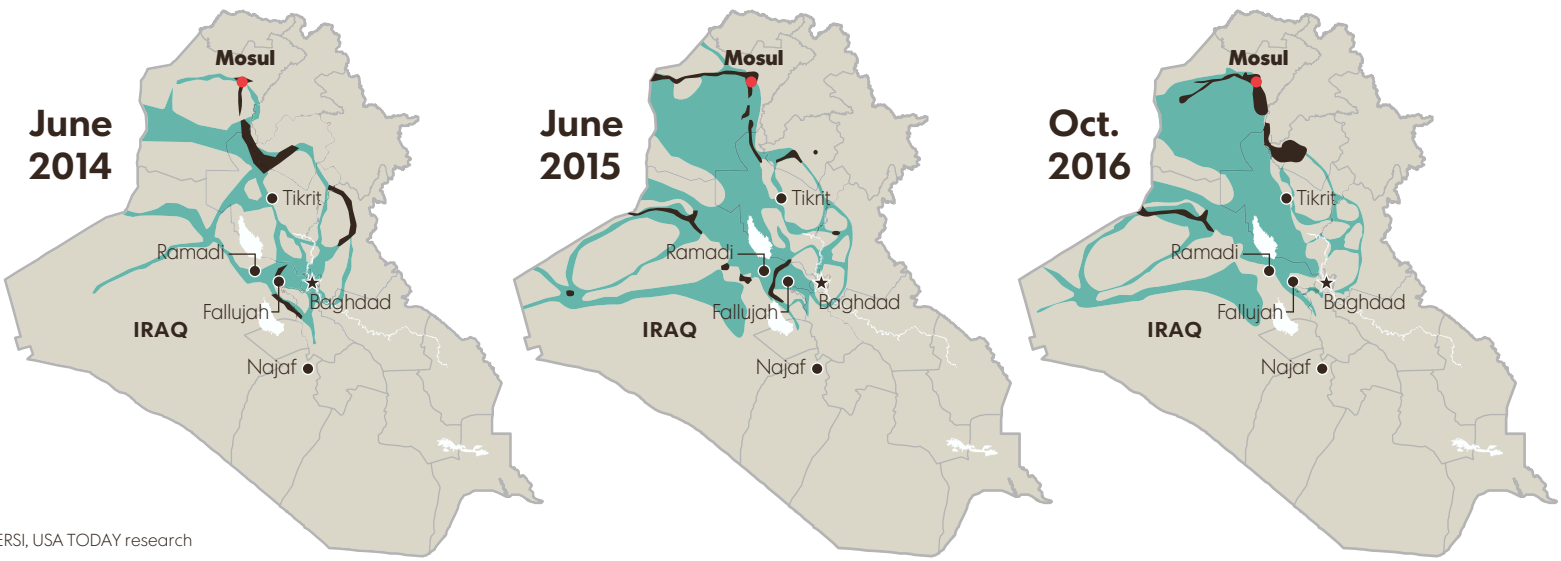 June
2014
Mosul
Tikrit
Ramadi
Fallujah
Baghdad
IRAQ
Najaf
June
2015
Mosul
Tikrit
Ramadi
Fallujah
Baghdad
IRAQ
Najaf
Oct.
2016
Mosul
Tikrit
Ramadi
Fallujah
Baghdad
IRAQ
Najaf
ERSI, USA TODAY research